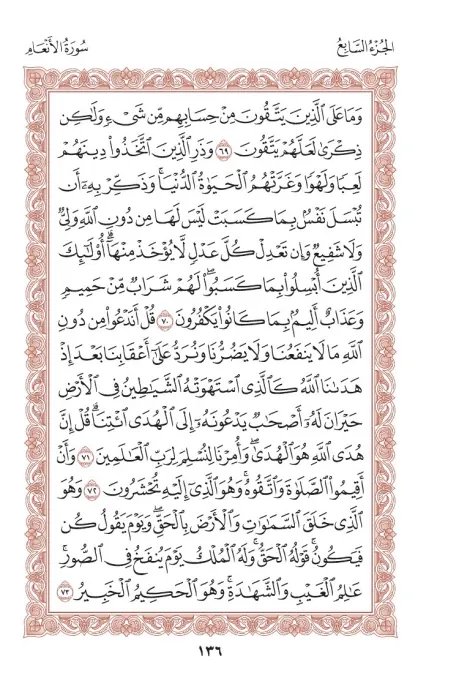 الجُزْءُ السَّابِعُ سُورَةُ الأَنْعَام
وَمَا عَلَى ٱلَّذِينَ يَتَّقُونَ مِنْ حِسَابِهِم مِّن شَيْءٍ وَلَٰكِن
ذِكْرَىٰ لَعَلَّهُمْ يَتَّقُونَ ٦٩ وَذَرِ ٱلَّذِينَ ٱتَّخَذُوا۟ دِينَهُمْ
لَعِبًا وَلَهْوًا وَغَرَّتْهُمُ ٱلْحَيَوٰةُ ٱلدُّنْيَا ۚ وَذَكِّرْ بِهِۦٓ أَن
تُبْسَلَ نَفْسٌۢ بِمَا كَسَبَتْ لَيْسَ لَهَا مِن دُونِ ٱللَّهِ وَلِىٌّ
وَلَا شَفِيعٌ وَإِن تَعْدِلْ كُلَّ عَدْلٍ لَّا يُؤْخَذْ مِنْهَآ ۗ أُو۟لَٰٓئِكَ
ٱلَّذِينَ أُبْسِلُوا۟ بِمَا كَسَبُوا۟ ۖ لَهُمْ شَرَابٌ مِّنْ حَمِيمٍ
وَعَذَابٌ أَلِيمٌۢ بِمَا كَانُوا۟ يَكْفُرُونَ ٧٠ قُلْ أَنَدْعُوا۟ مِن دُونِ
ٱللَّهِ مَا لَا يَنفَعُنَا وَلَا يَضُرُّنَا وَنُرَدُّ عَلَىٰٓ أَعْقَابِنَا بَعْدَ إِذْ
هَدَىٰنَا ٱللَّهُ كَٱلَّذِى ٱسْتَهْوَتْهُ ٱلشَّيَٰطِينُ فِى ٱلْأَرْضِ
حَيْرَانَ لَهُۥٓ أَصْحَٰبٌ يَدْعُونَهُۥٓ إِلَى ٱلْهُدَى ٱئْتِنَا ۗ قُلْ إِنَّ
هُدَى ٱللَّهِ هُوَ ٱلْهُدَىٰ ۖ وَأُمِرْنَا لِنُسْلِمَ لِرَبِّ ٱلْعَٰلَمِينَ ٧١ وَأَنْ
أَقِيمُوا۟ ٱلصَّلَوٰةَ وَٱتَّقُوهُ ۚ وَهُوَ ٱلَّذِىٓ إِلَيْهِ تُحْشَرُونَ ٧٢ وَهُوَ
ٱلَّذِى خَلَقَ ٱلسَّمَٰوَٰتِ وَٱلْأَرْضَ بِٱلْحَقِّ ۖ وَيَوْمَ يَقُولُ كُن
فَيَكُونُ ۚ قَوْلُهُ ٱلْحَقُّ ۚ وَلَهُ ٱلْمُلْكُ يَوْمَ يُنفَخُ فِى ٱلصُّورِ ۚ
عَٰلِمُ ٱلْغَيْبِ وَٱلشَّهَٰدَةِ ۚ وَهُوَ ٱلْحَكِيمُ ٱلْخَبِيرُ ٧٣
١٣٦